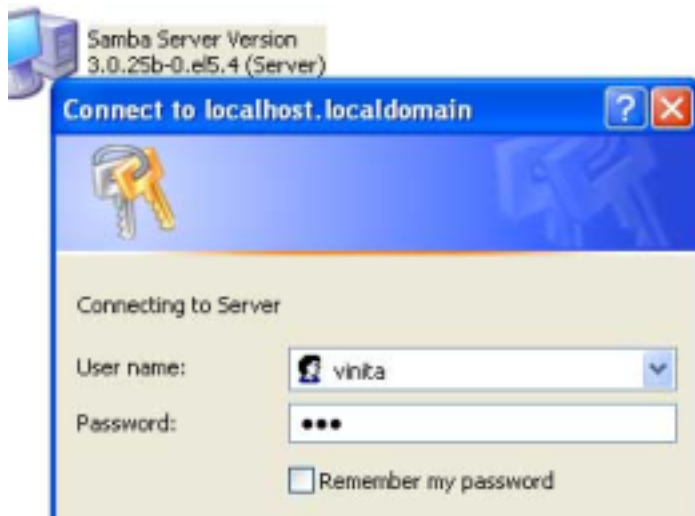 Samba Server Version
3.0.25b-0.el5.4 (Server)
Connect to localhost.localdomain
Connecting to Server
User name: vinita
Password: •••
Remember my password